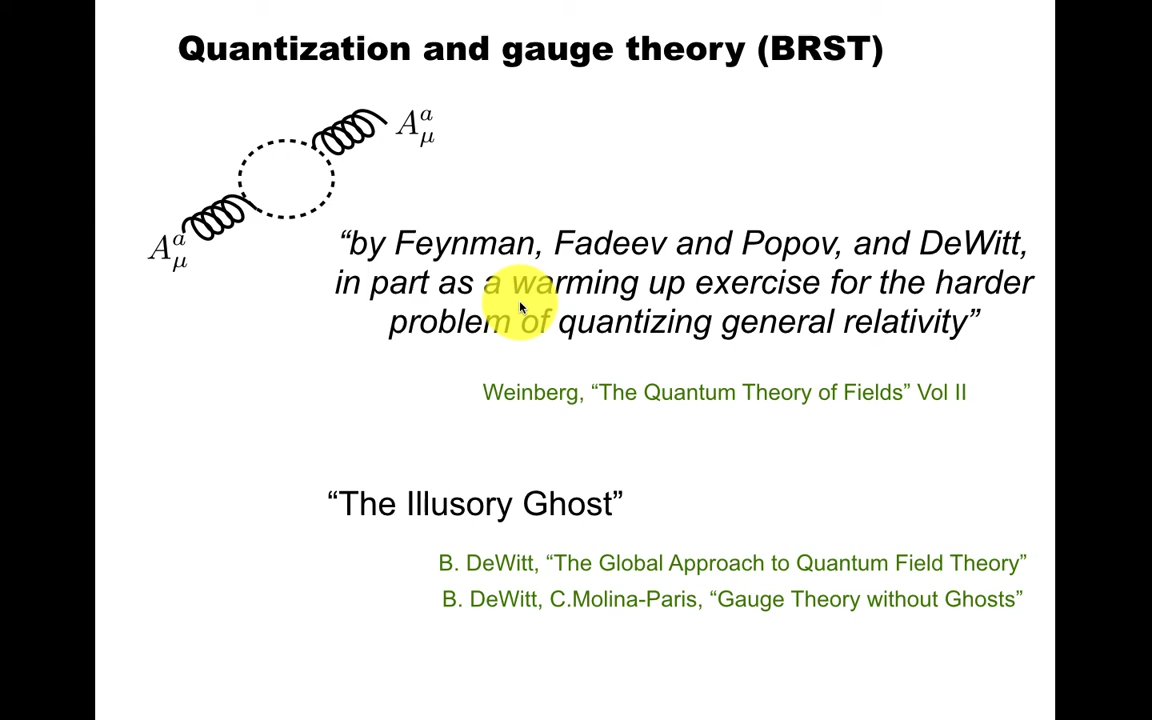 Quantization and gauge theory (BRST)
A^a_μ
A^a_μ
“by Feynman, Fadeev and Popov, and DeWitt,
in part as a warming up exercise for the harder
problem of quantizing general relativity”
Weinberg, “The Quantum Theory of Fields” Vol II
“The Illusory Ghost”
B. DeWitt, “The Global Approach to Quantum Field Theory”
B. DeWitt, C.Molina-Paris, “Gauge Theory without Ghosts”